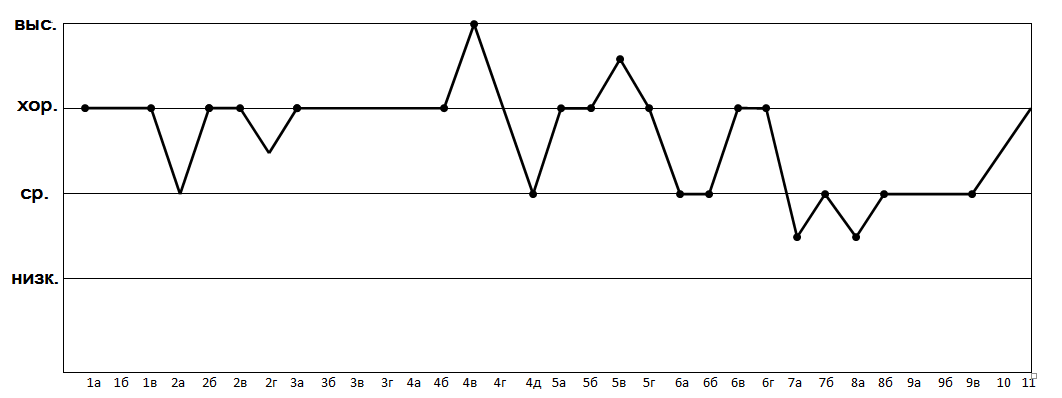 выс.
хор.
ср.
низк.
1а 1б 1в 2а 2б 2в 2г 3а 3б 3в 3г 4а 4б 4в 4г 4д 5а 5б 5в 5г 6а 6б 6в 6г 7а 7б 8а 8б 9а 9б 9в 10 11